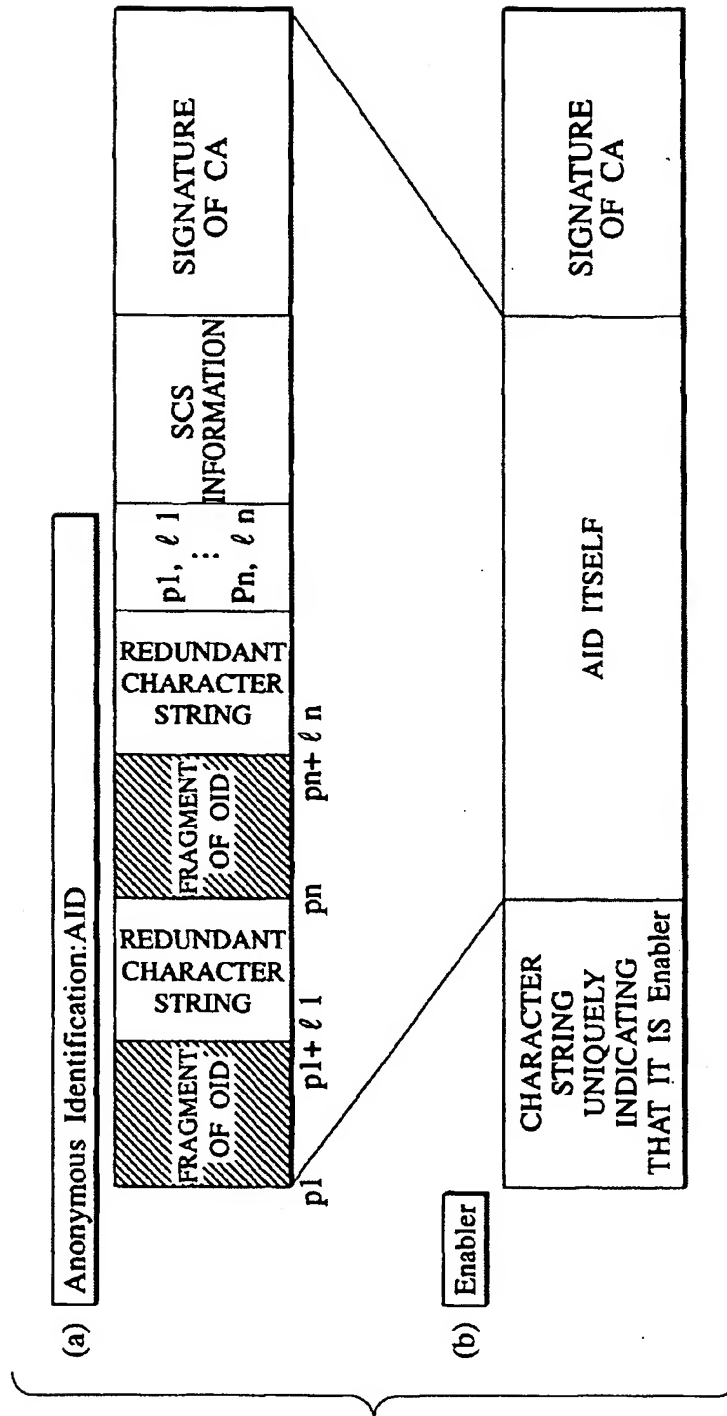 (a) Anonymous Identification:AID
FRAGMENT
OF OID
REDUNDANT
CHARACTER
STRING
FRAGMENT
OF OID
REDUNDANT
CHARACTER
STRING
p1, ℓ 1
⋮
Pn, ℓ n
SCS
INFORMATION
SIGNATURE
OF CA
p1
p1+ ℓ 1
pn
pn+ ℓ n
(b) Enabler
CHARACTER
STRING
UNIQUELY
INDICATING
THAT IT IS Enabler
AID ITSELF
SIGNATURE
OF CA